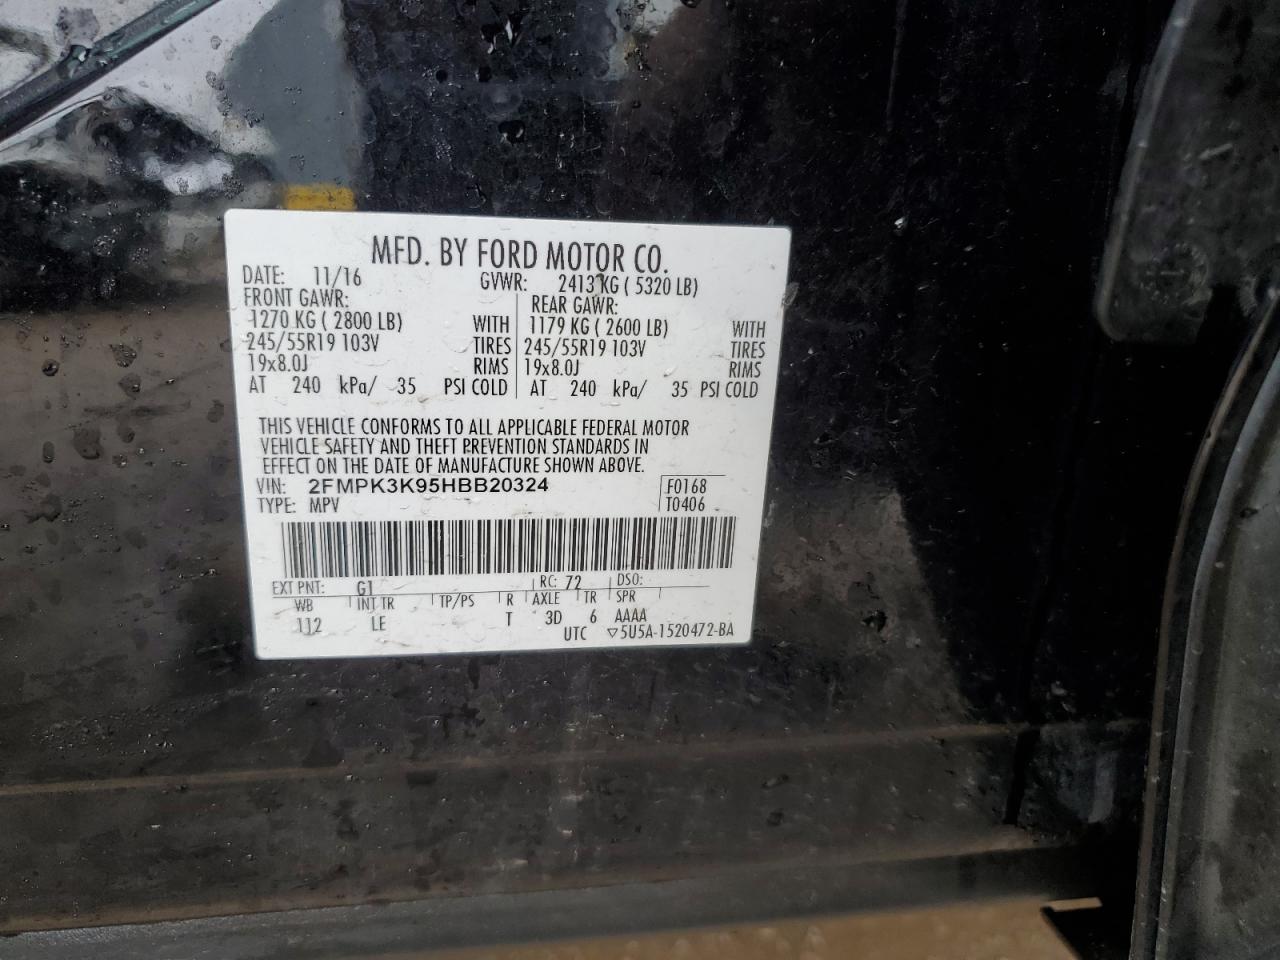 MFD. BY FORD MOTOR CO.
DATE: 11/16 GVWR: 2413 KG ( 5320 LB)
FRONT GAWR: REAR GAWR:
1270 KG ( 2800 LB) WITH 1179 KG ( 2600 LB) WITH
245/55R19 103V TIRES 245/55R19 103V TIRES
19x8.0J RIMS 19x8.0J RIMS
AT 240 kPa/ 35 PSI COLD AT 240 kPa/ 35 PSI COLD
THIS VEHICLE CONFORMS TO ALL APPLICABLE FEDERAL MOTOR
VEHICLE SAFETY AND THEFT PREVENTION STANDARDS IN
EFFECT ON THE DATE OF MANUFACTURE SHOWN ABOVE.
VIN: 2FMPK3K95HBB20324 F0168
TYPE: MPV T0406
EXT PNT: G1 RC: 72 DSO:
WB INT TR TP/PS R AXLE TR SPR
112 LE T 3D 6 AAAA
UTC ▽5U5A-1520472-BA